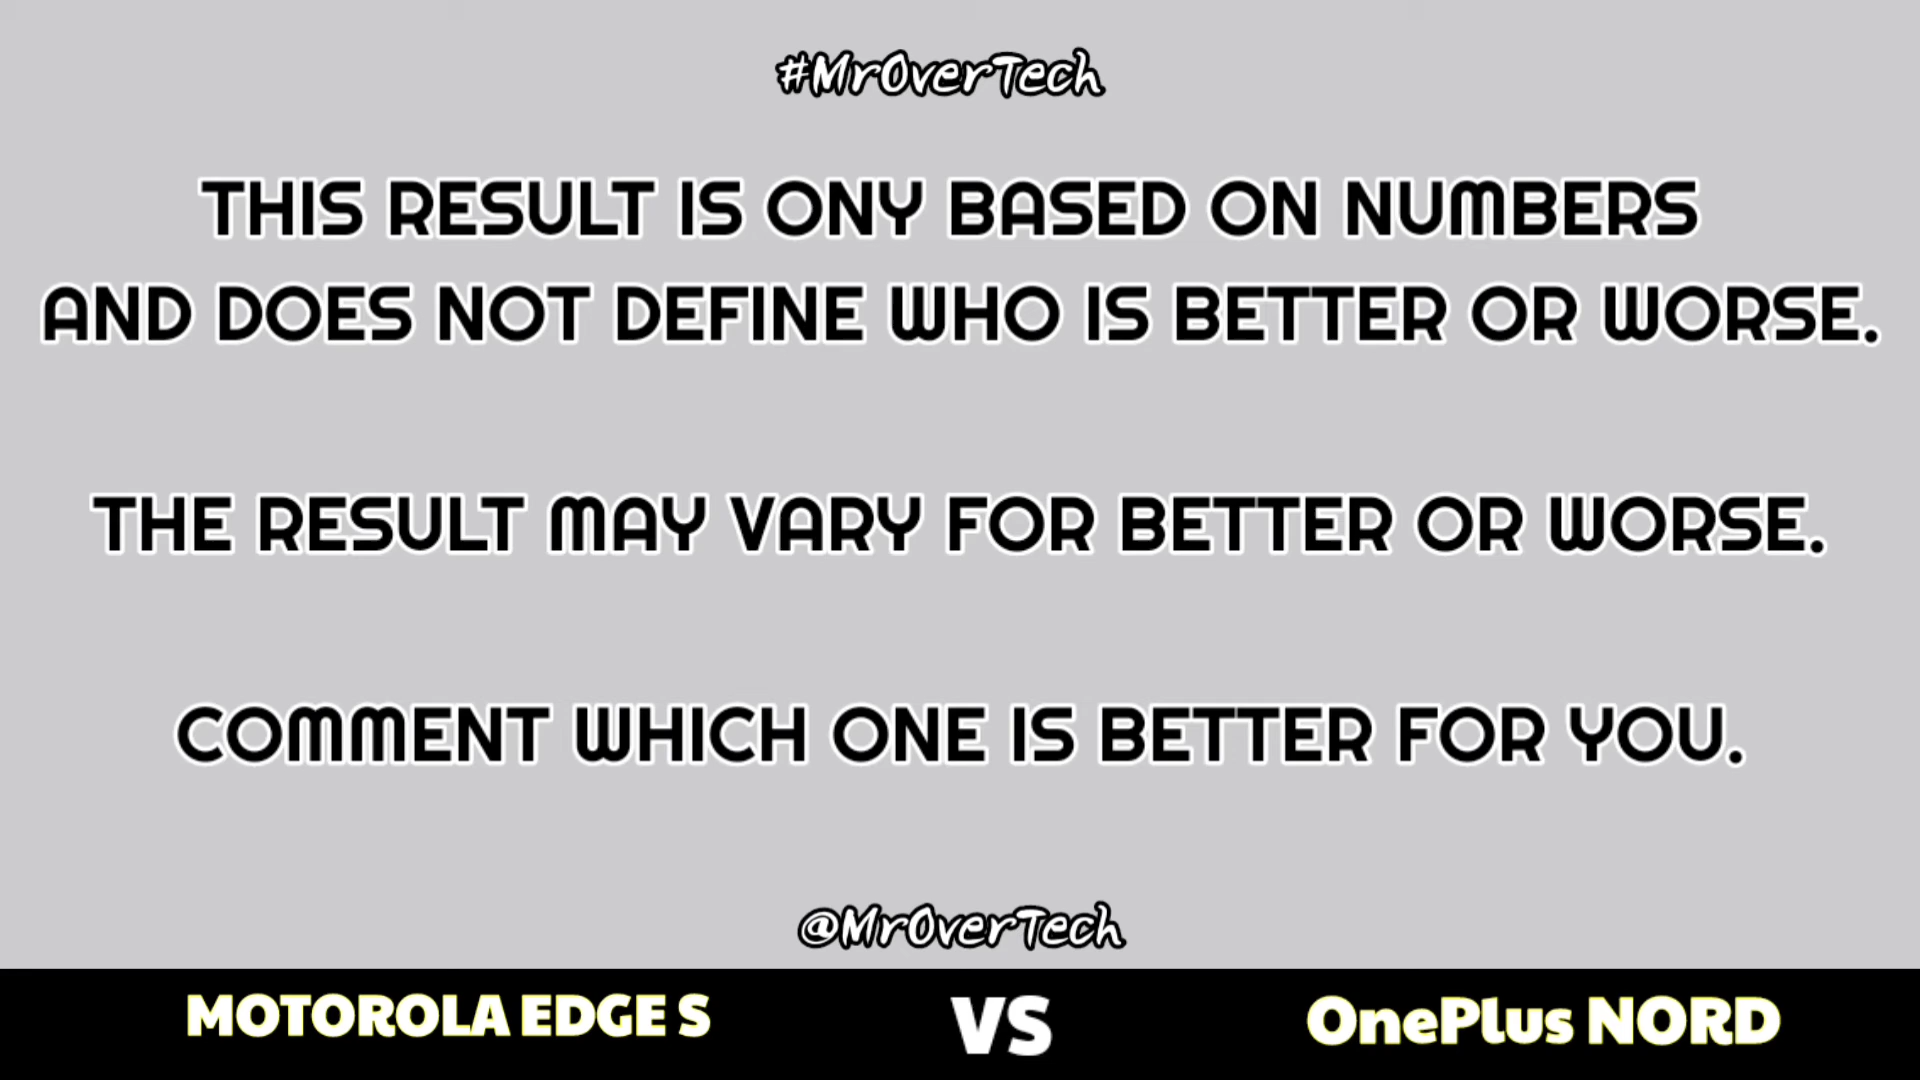 #MrOverTech
THIS RESULT IS ONY BASED ON NUMBERS
AND DOES NOT DEFINE WHO IS BETTER OR WORSE.
THE RESULT MAY VARY FOR BETTER OR WORSE.
COMMENT WHICH ONE IS BETTER FOR YOU.
@MrOverTech
MOTOROLA EDGE S VS OnePlus NORD